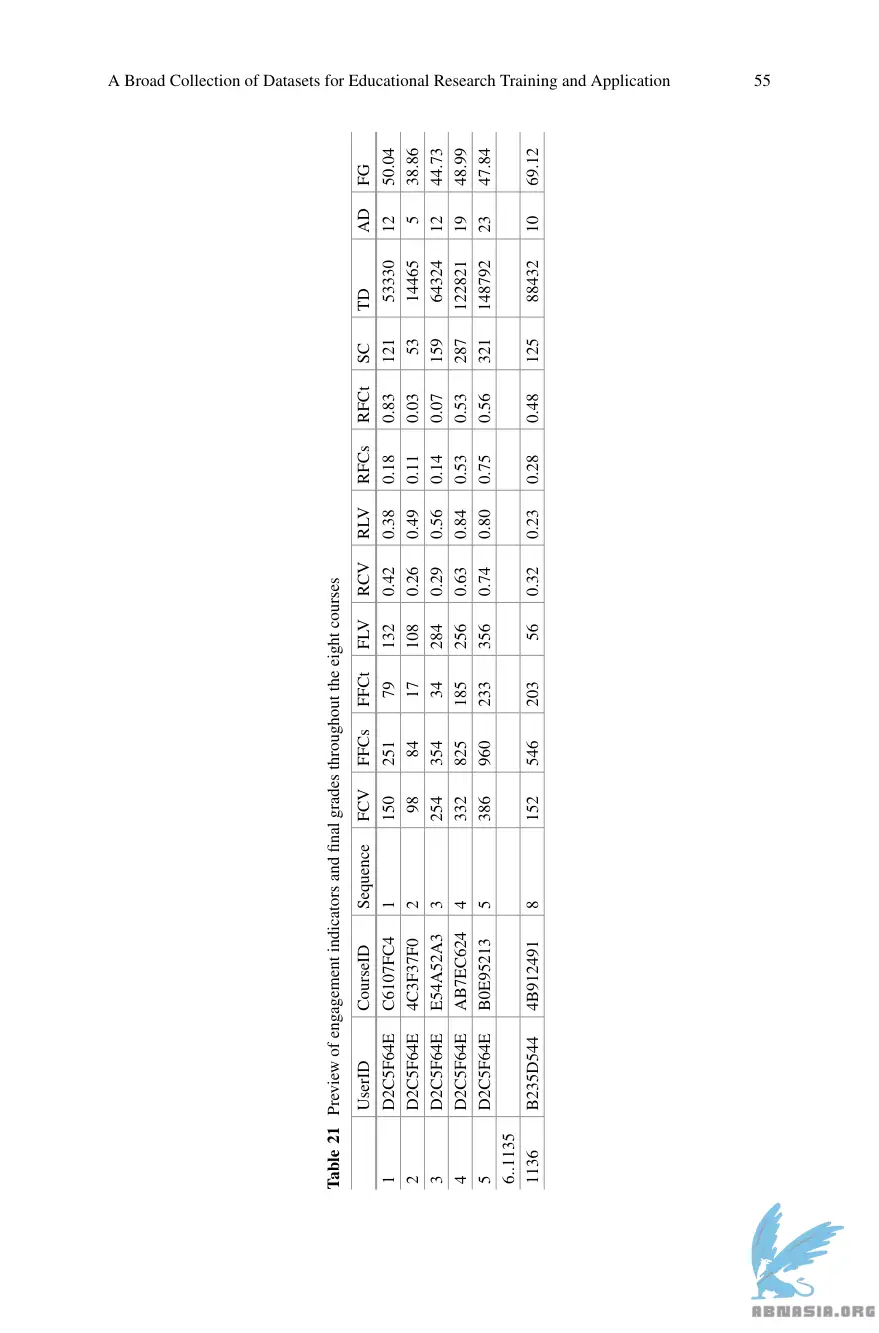 A Broad Collection of Datasets for Educational Research Training and Application 55
Table 21 Preview of engagement indicators and final grades throughout the eight courses
UserID CourseID Sequence FCV FFCs FFCt FLV RCV RLV RFCs RFCt SC TD AD FG
1 D2C5F64E C6107FC4 1 150 251 79 132 0.42 0.38 0.18 0.83 121 53330 12 50.04
2 D2C5F64E 4C3F37F0 2 98 84 17 108 0.26 0.49 0.11 0.03 53 14465 5 38.86
3 D2C5F64E E54A52A3 3 254 354 34 284 0.29 0.56 0.14 0.07 159 64324 12 44.73
4 D2C5F64E AB7EC624 4 332 825 185 256 0.63 0.84 0.53 0.53 287 122821 19 48.99
5 D2C5F64E B0E95213 5 386 960 233 356 0.74 0.80 0.75 0.56 321 148792 23 47.84
6..1135
1136 B235D544 4B912491 8 152 546 203 56 0.32 0.23 0.28 0.48 125 88432 10 69.12
ABNASIA.ORG